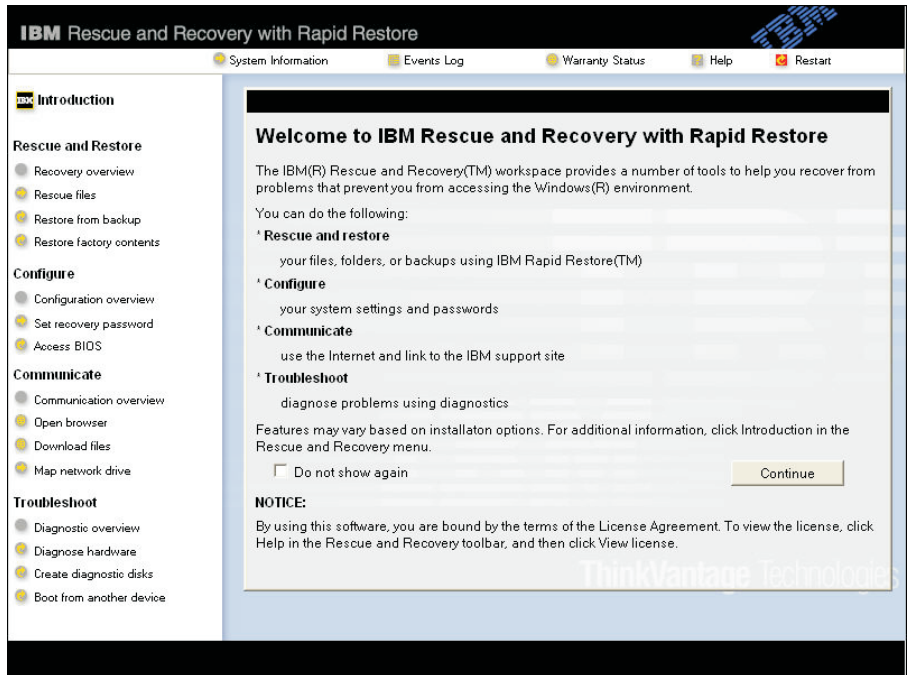 IBM Rescue and Recovery with Rapid Restore
IBM
System Information
Events Log
Warranty Status
Help
Restart
IBM Introduction
Rescue and Restore
Recovery overview
Rescue files
Restore from backup
Restore factory contents
Configure
Configuration overview
Set recovery password
Access BIOS
Communicate
Communication overview
Open browser
Download files
Map network drive
Troubleshoot
Diagnostic overview
Diagnose hardware
Create diagnostic disks
Boot from another device
Welcome to IBM Rescue and Recovery with Rapid Restore
The IBM(R) Rescue and Recovery(TM) workspace provides a number of tools to help you recover from
problems that prevent you from accessing the Windows(R) environment.
You can do the following:
* Rescue and restore
your files, folders, or backups using IBM Rapid Restore(TM)
* Configure
your system settings and passwords
* Communicate
use the Internet and link to the IBM support site
* Troubleshoot
diagnose problems using diagnostics
Features may vary based on installaton options. For additional information, click Introduction in the
Rescue and Recovery menu.
Do not show again
Continue
NOTICE:
By using this software, you are bound by the terms of the License Agreement. To view the license, click
Help in the Rescue and Recovery toolbar, and then click View license.
ThinkVantage Technologies